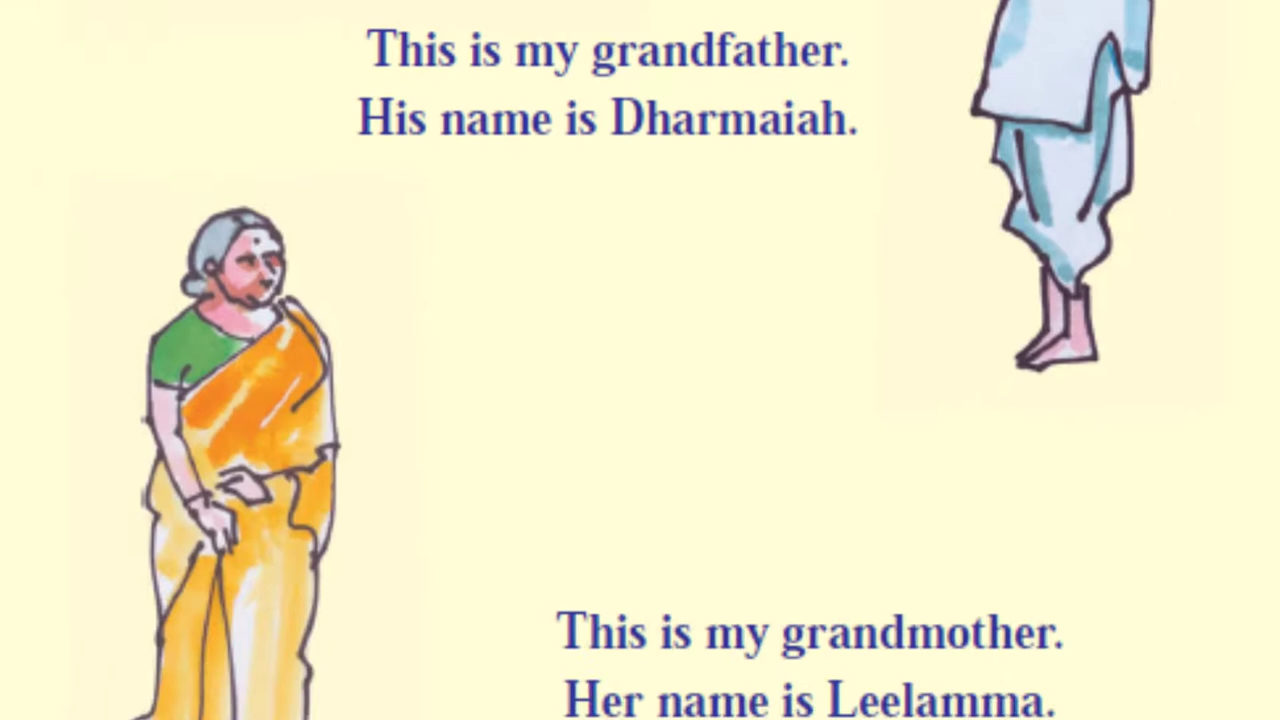 This is my grandfather.
His name is Dharmaiah.
This is my grandmother.
Her name is Leelamma.